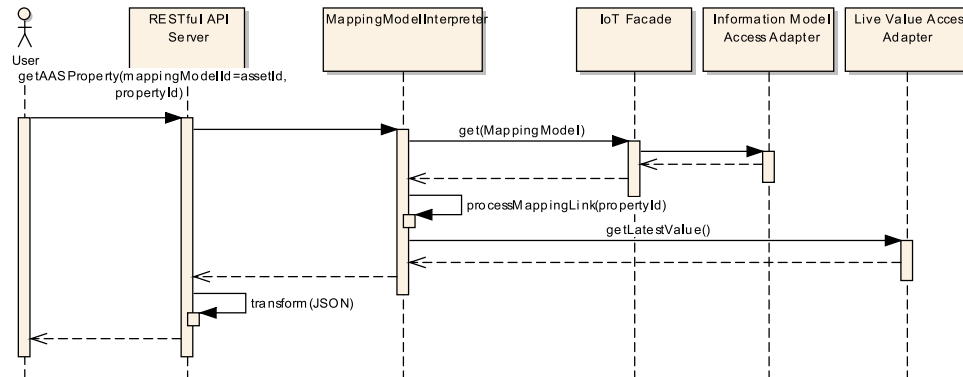 RESTful API
Server
MappingModelInterpreter
IoT Facade
Information Model
Access Adapter
Live Value Access
Adapter
User
getAASProperty(mappingModelId=assetId,
propertyId)
get(MappingModel)
processMappingLink(propertyId)
getLatestValue()
transform(JSON)